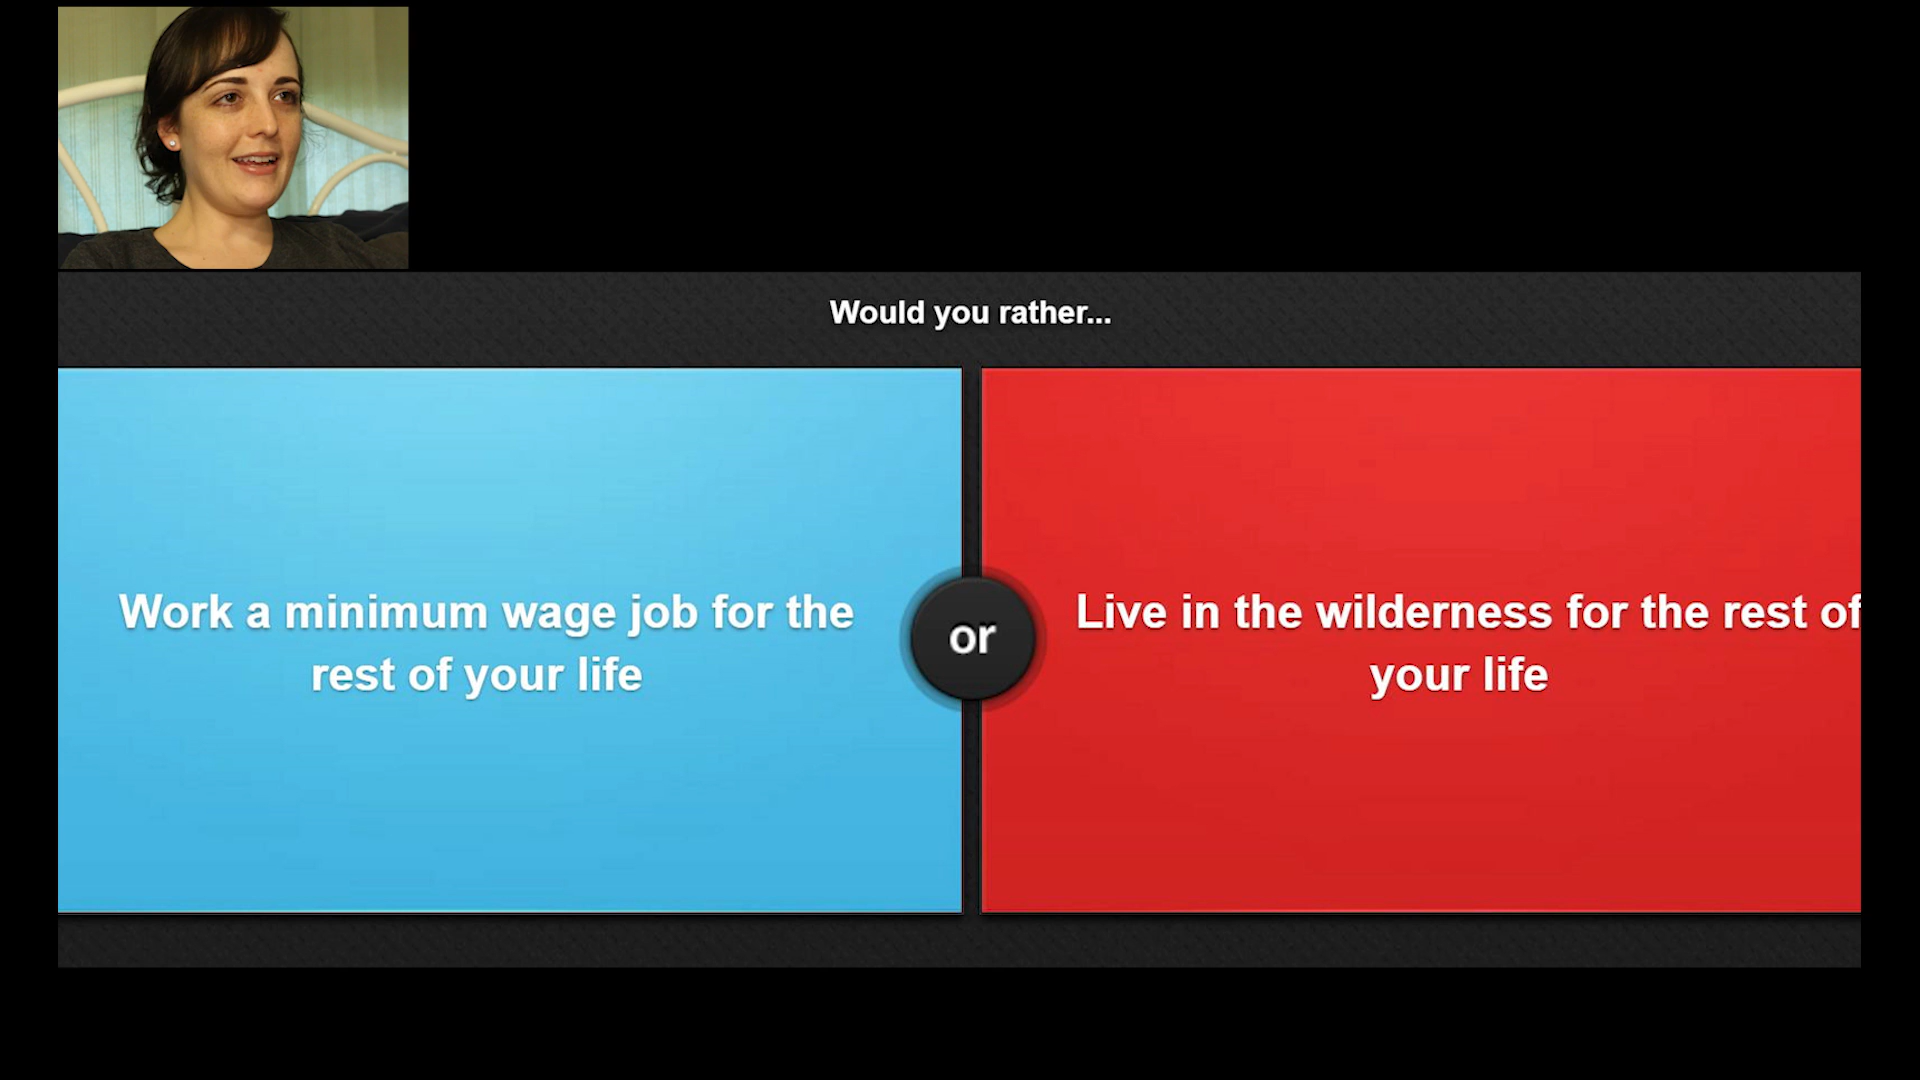 Would you rather...
Work a minimum wage job for the
rest of your life
or
Live in the wilderness for the rest of
your life